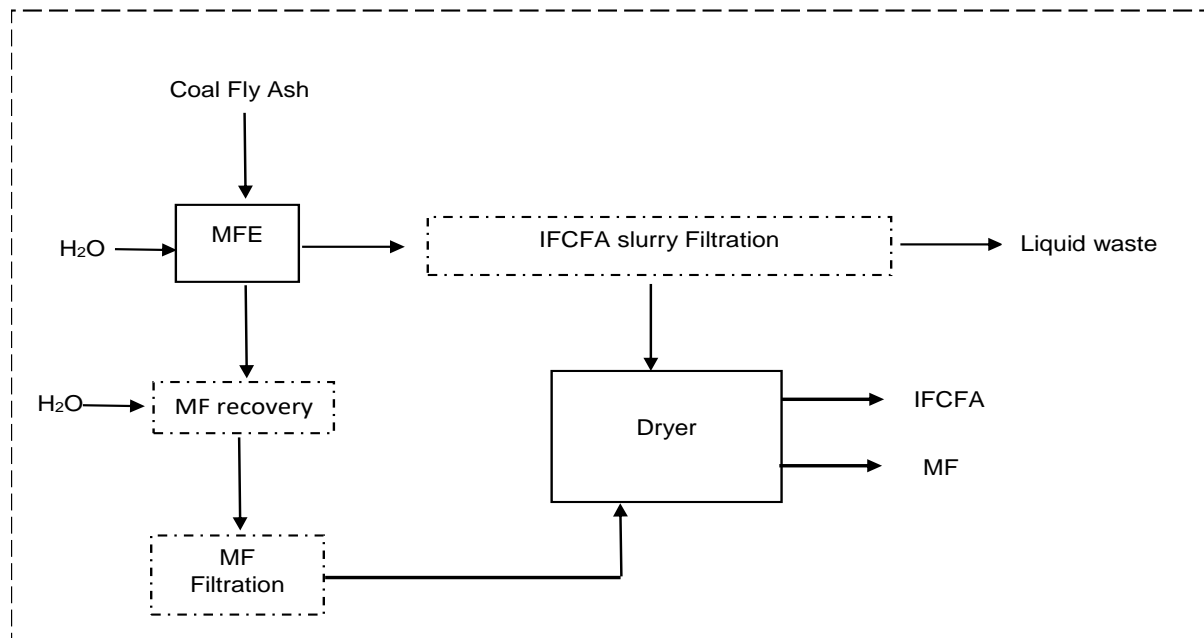 Coal Fly Ash
MFE
IFCFA slurry Filtration
H₂O
Liquid waste
H₂O
MF recovery
IFCFA
Dryer
MF
MF
Filtration